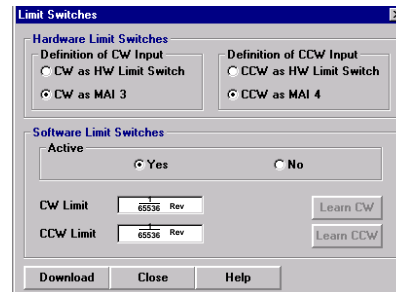 Limit Switches
Hardware Limit Switches
Definition of CW Input
CW as HW Limit Switch
CW as MAI 3
Definition of CCW Input
CCW as HW Limit Switch
CCW as MAI 4
Software Limit Switches
Active
Yes
No
CW Limit
1
65536 Rev
Learn CW
CCW Limit
1
65536 Rev
Learn CCW
Download
Close
Help